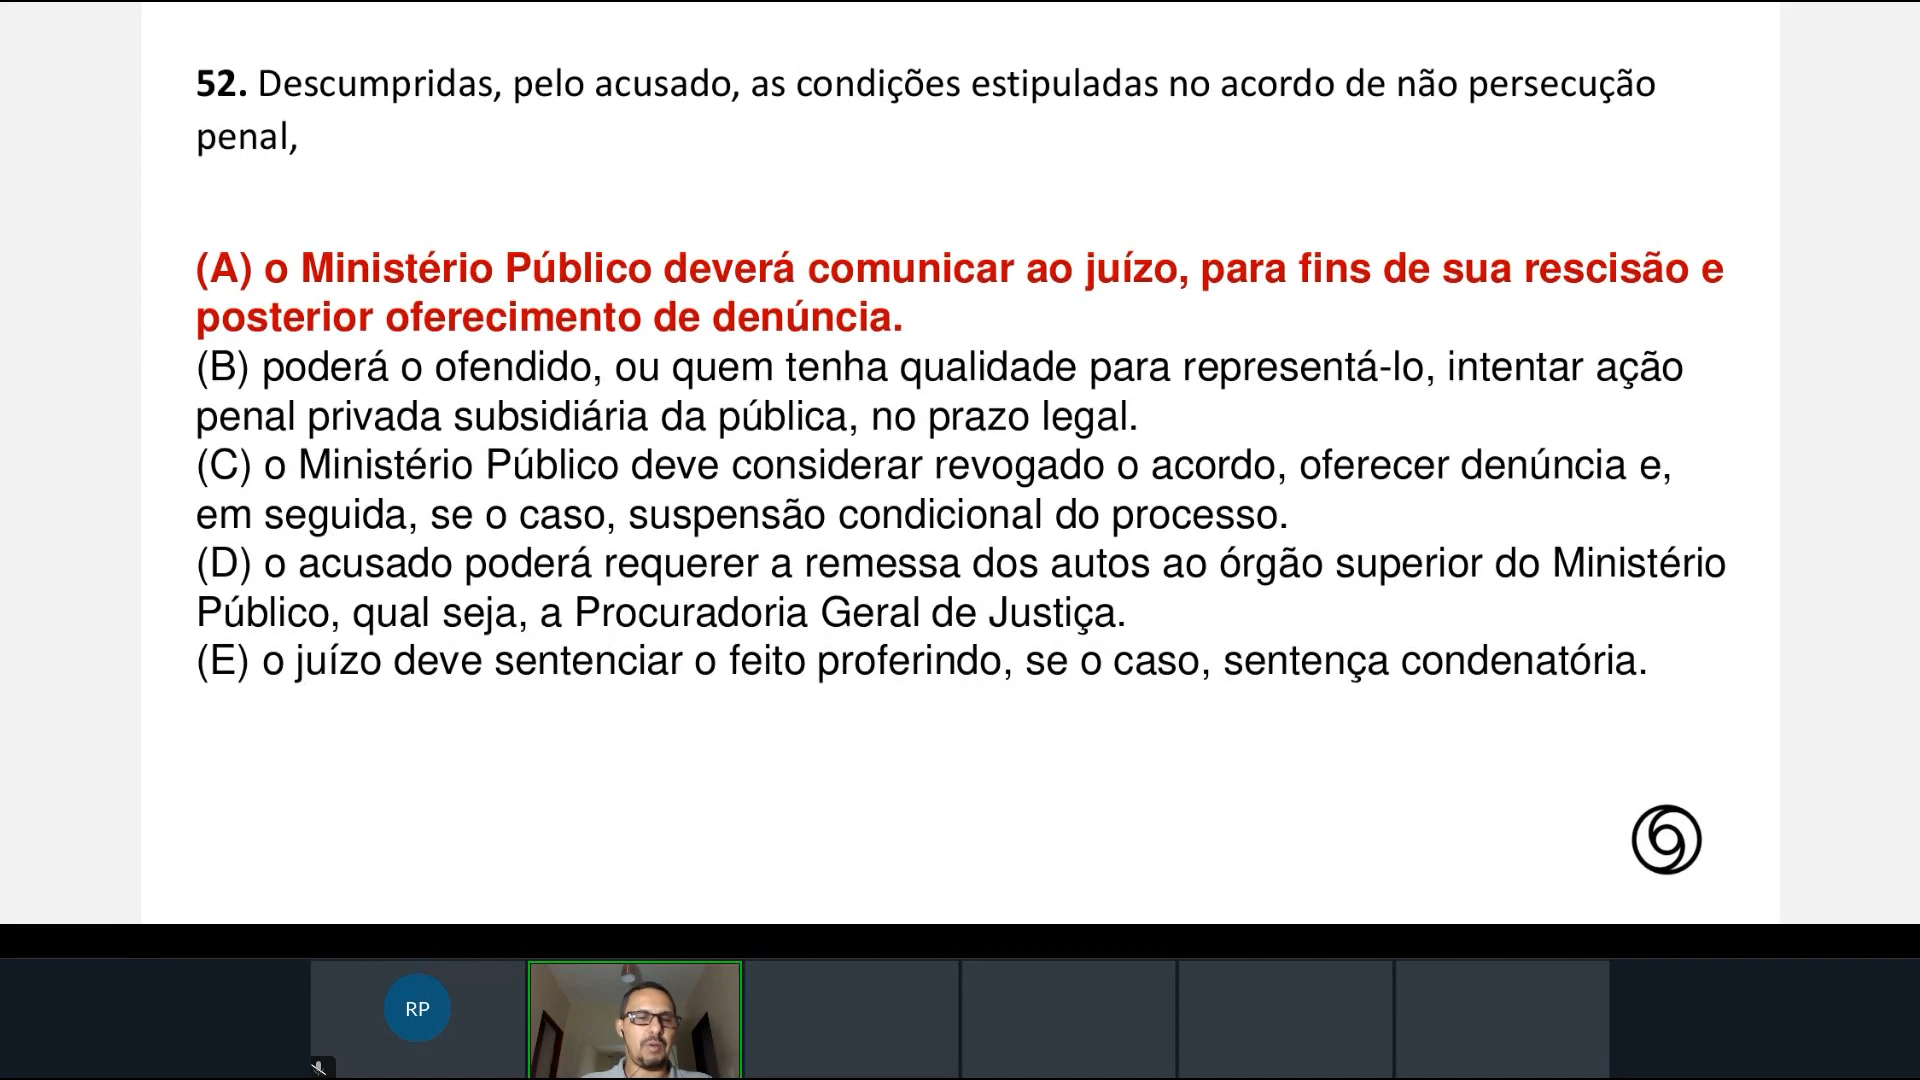 52. Descumpridas, pelo acusado, as condições estipuladas no acordo de não persecução
penal,
(A) o Ministério Público deverá comunicar ao juízo, para fins de sua rescisão e
posterior oferecimento de denúncia.
(B) poderá o ofendido, ou quem tenha qualidade para representá-lo, intentar ação
penal privada subsidiária da pública, no prazo legal.
(C) o Ministério Público deve considerar revogado o acordo, oferecer denúncia e,
em seguida, se o caso, suspensão condicional do processo.
(D) o acusado poderá requerer a remessa dos autos ao órgão superior do Ministério
Público, qual seja, a Procuradoria Geral de Justiça.
(E) o juízo deve sentenciar o feito proferindo, se o caso, sentença condenatória.
RP